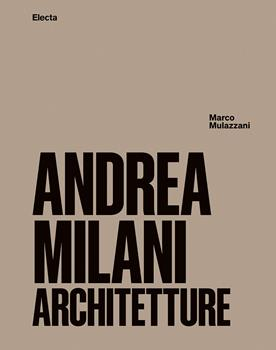 Electa
Marco
Mulazzani
ANDREA
MILANI
ARCHITETTURE